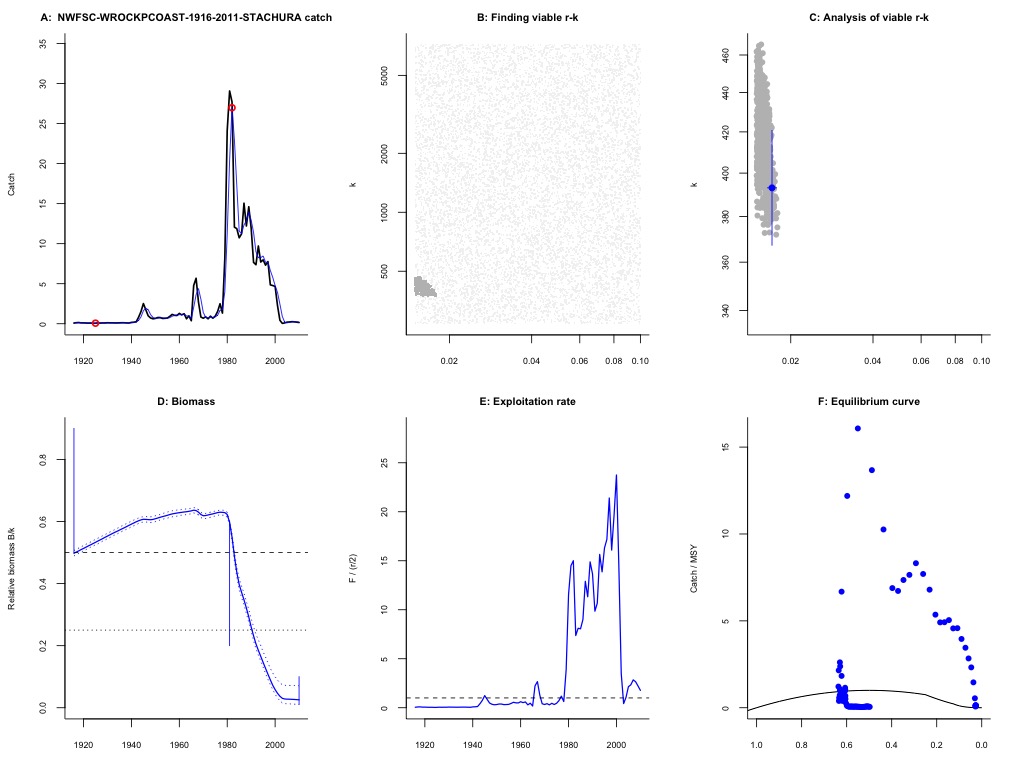 A:  NWFSC-WROCKPCOAST-1916-2011-STACHURA catch
Catch
35
30
25
20
15
10
5
0
1920 1940 1960 1980 2000
B: Finding viable r-k
k
5000
2000
1000
500
0.02 0.04 0.06 0.08 0.10
C: Analysis of viable r-k
k
460
440
420
400
380
360
340
0.02 0.04 0.06 0.08 0.10
D: Biomass
Relative biomass B/k
0.8
0.6
0.4
0.2
0.0
1920 1940 1960 1980 2000
E: Exploitation rate
F / (r/2)
25
20
15
10
5
0
1920 1940 1960 1980 2000
F: Equilibrium curve
Catch / MSY
15
10
5
0
1.0 0.8 0.6 0.4 0.2 0.0